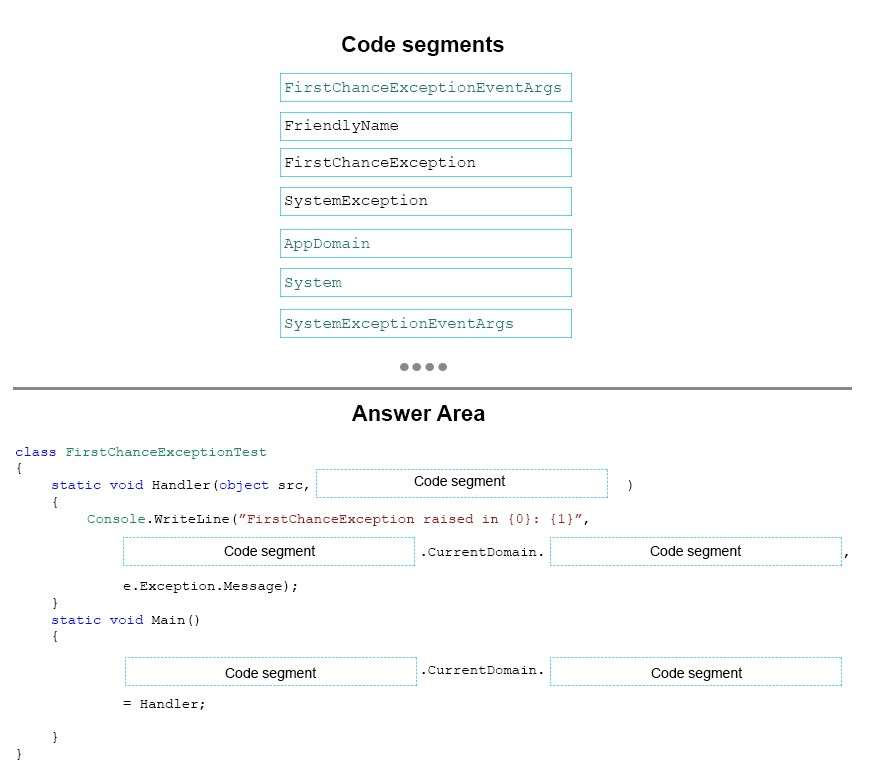 Code segments
FirstChanceExceptionEventArgs
FriendlyName
FirstChanceException
SystemException
AppDomain
System
SystemExceptionEventArgs
Answer Area
class FirstChanceExceptionTest
{
static void Handler(object src, Code segment )
{
Console.WriteLine(”FirstChanceException raised in {0}: {1}”,
Code segment .CurrentDomain. Code segment ,
e.Exception.Message);
}
static void Main()
{
Code segment .CurrentDomain. Code segment
= Handler;
}
}